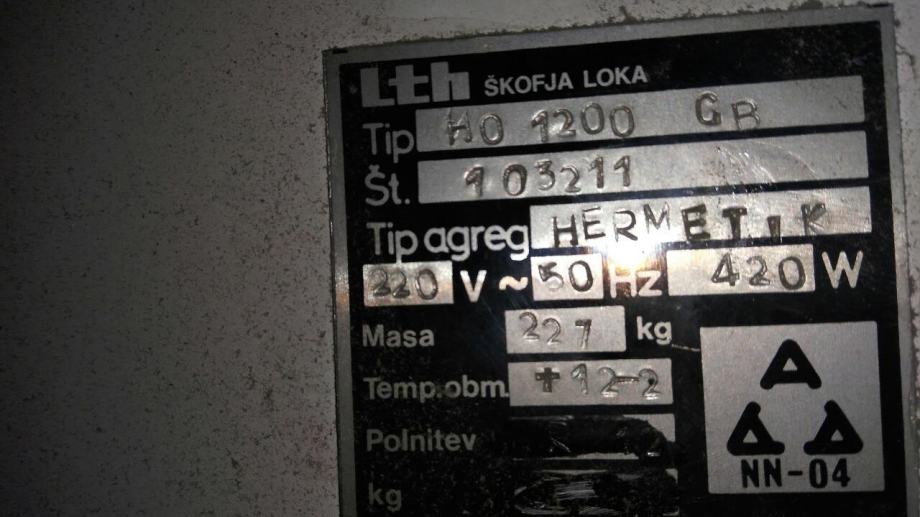 Lth ŠKOFJA LOKA
Tip HO 1200 GB
Št. 103211
Tip agreg HERMETIK
220 V ~ 50 Hz 420 W
Masa 227 kg
Temp.obm. +12-2
Polnitev
kg
A
A A
NN-04